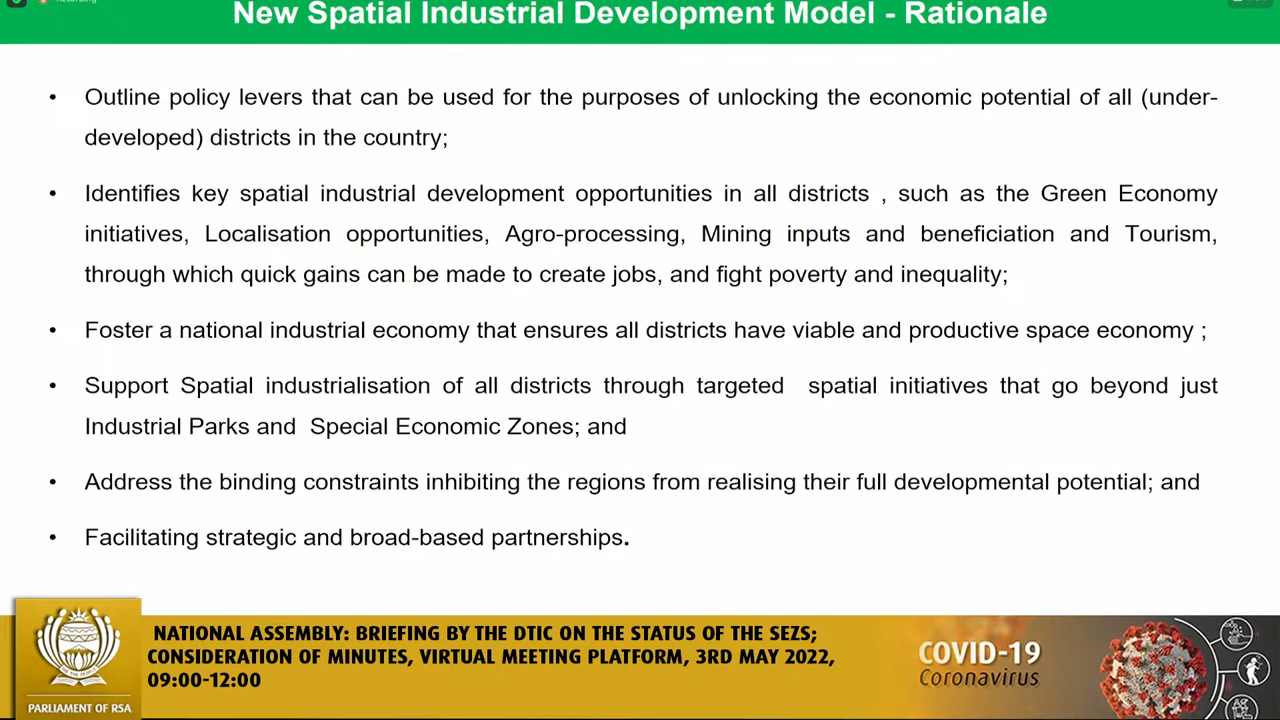 New Spatial Industrial Development Model - Rationale
• Outline policy levers that can be used for the purposes of unlocking the economic potential of all (under-
developed) districts in the country;
• Identifies key spatial industrial development opportunities in all districts , such as the Green Economy
initiatives, Localisation opportunities, Agro-processing, Mining inputs and beneficiation and Tourism,
through which quick gains can be made to create jobs, and fight poverty and inequality;
• Foster a national industrial economy that ensures all districts have viable and productive space economy ;
• Support Spatial industrialisation of all districts through targeted  spatial initiatives that go beyond just
Industrial Parks and  Special Economic Zones; and
• Address the binding constraints inhibiting the regions from realising their full developmental potential; and
• Facilitating strategic and broad-based partnerships.
NATIONAL ASSEMBLY: BRIEFING BY THE DTIC ON THE STATUS OF THE SEZS;
CONSIDERATION OF MINUTES, VIRTUAL MEETING PLATFORM, 3RD MAY 2022,
09:00-12:00
COVID-19
Coronavirus
PARLIAMENT OF RSA